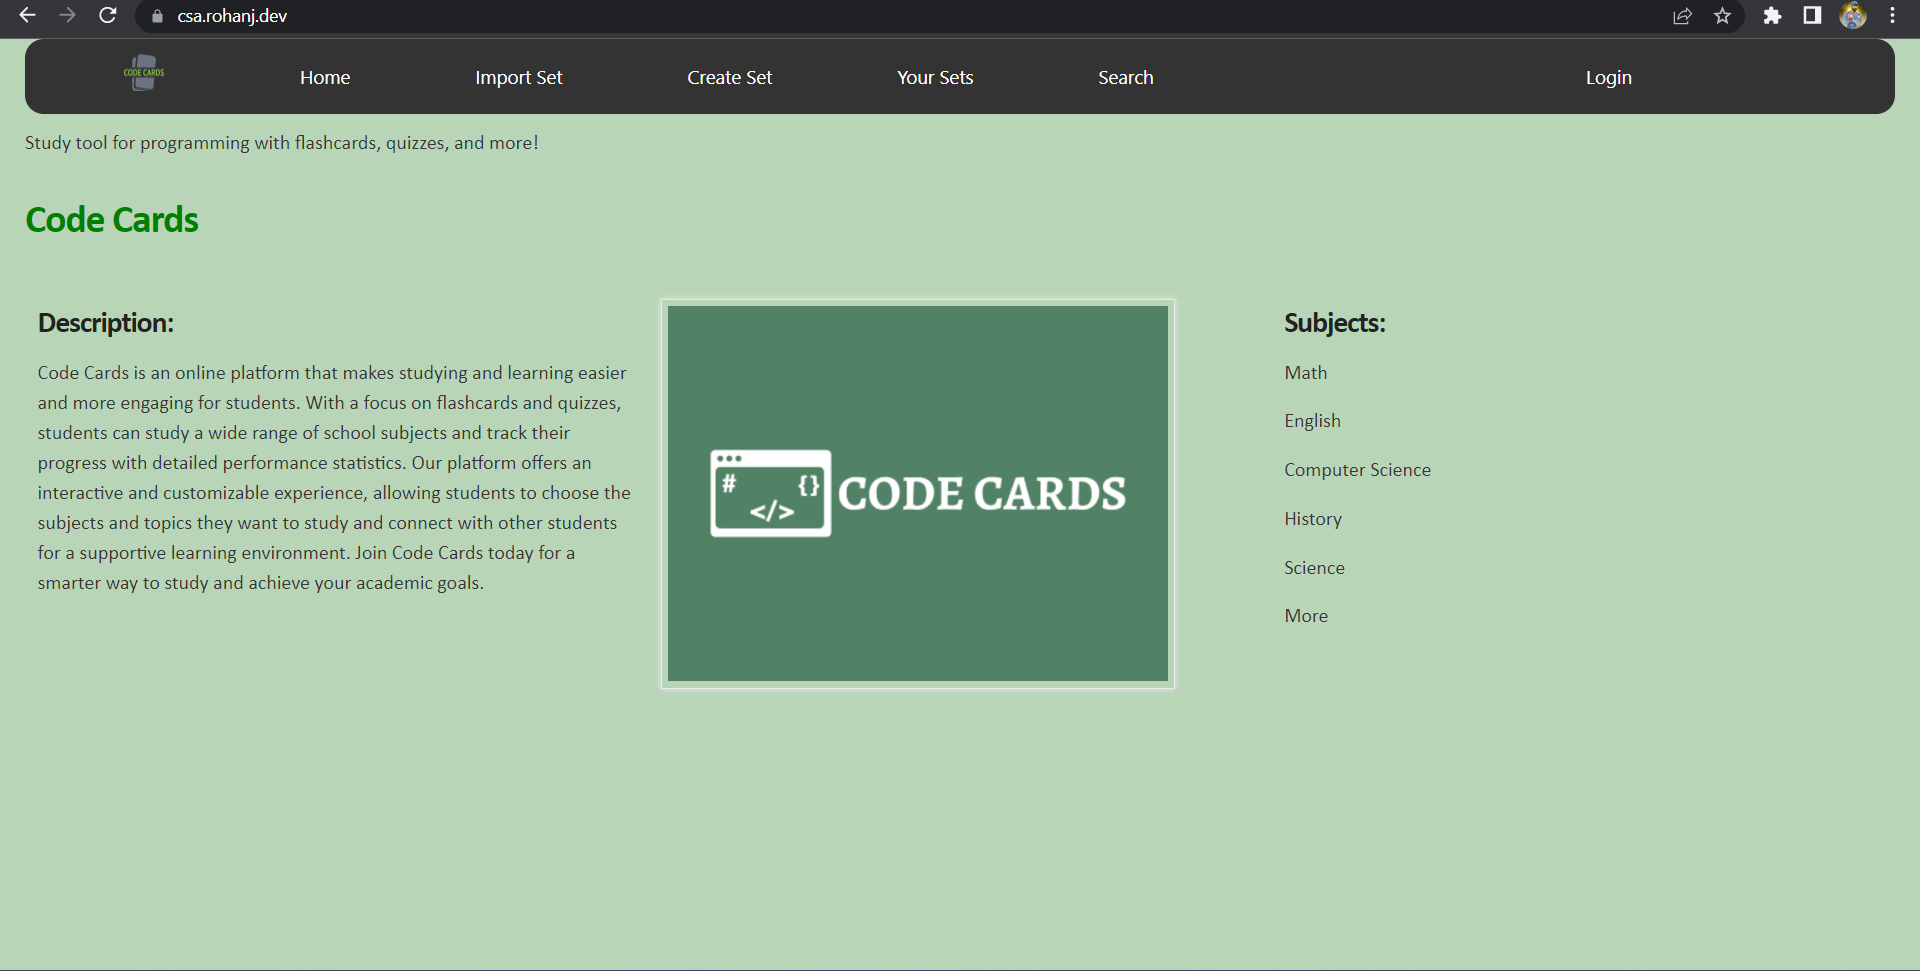 csa.rohanj.dev
CODE CARDS
Home Import Set Create Set Your Sets Search Login
Study tool for programming with flashcards, quizzes, and more!
Code Cards
Description:
Code Cards is an online platform that makes studying and learning easier
and more engaging for students. With a focus on flashcards and quizzes,
students can study a wide range of school subjects and track their
progress with detailed performance statistics. Our platform offers an
interactive and customizable experience, allowing students to choose the
subjects and topics they want to study and connect with other students
for a supportive learning environment. Join Code Cards today for a
smarter way to study and achieve your academic goals.
# {}
</>
CODE CARDS
Subjects:
Math
English
Computer Science
History
Science
More